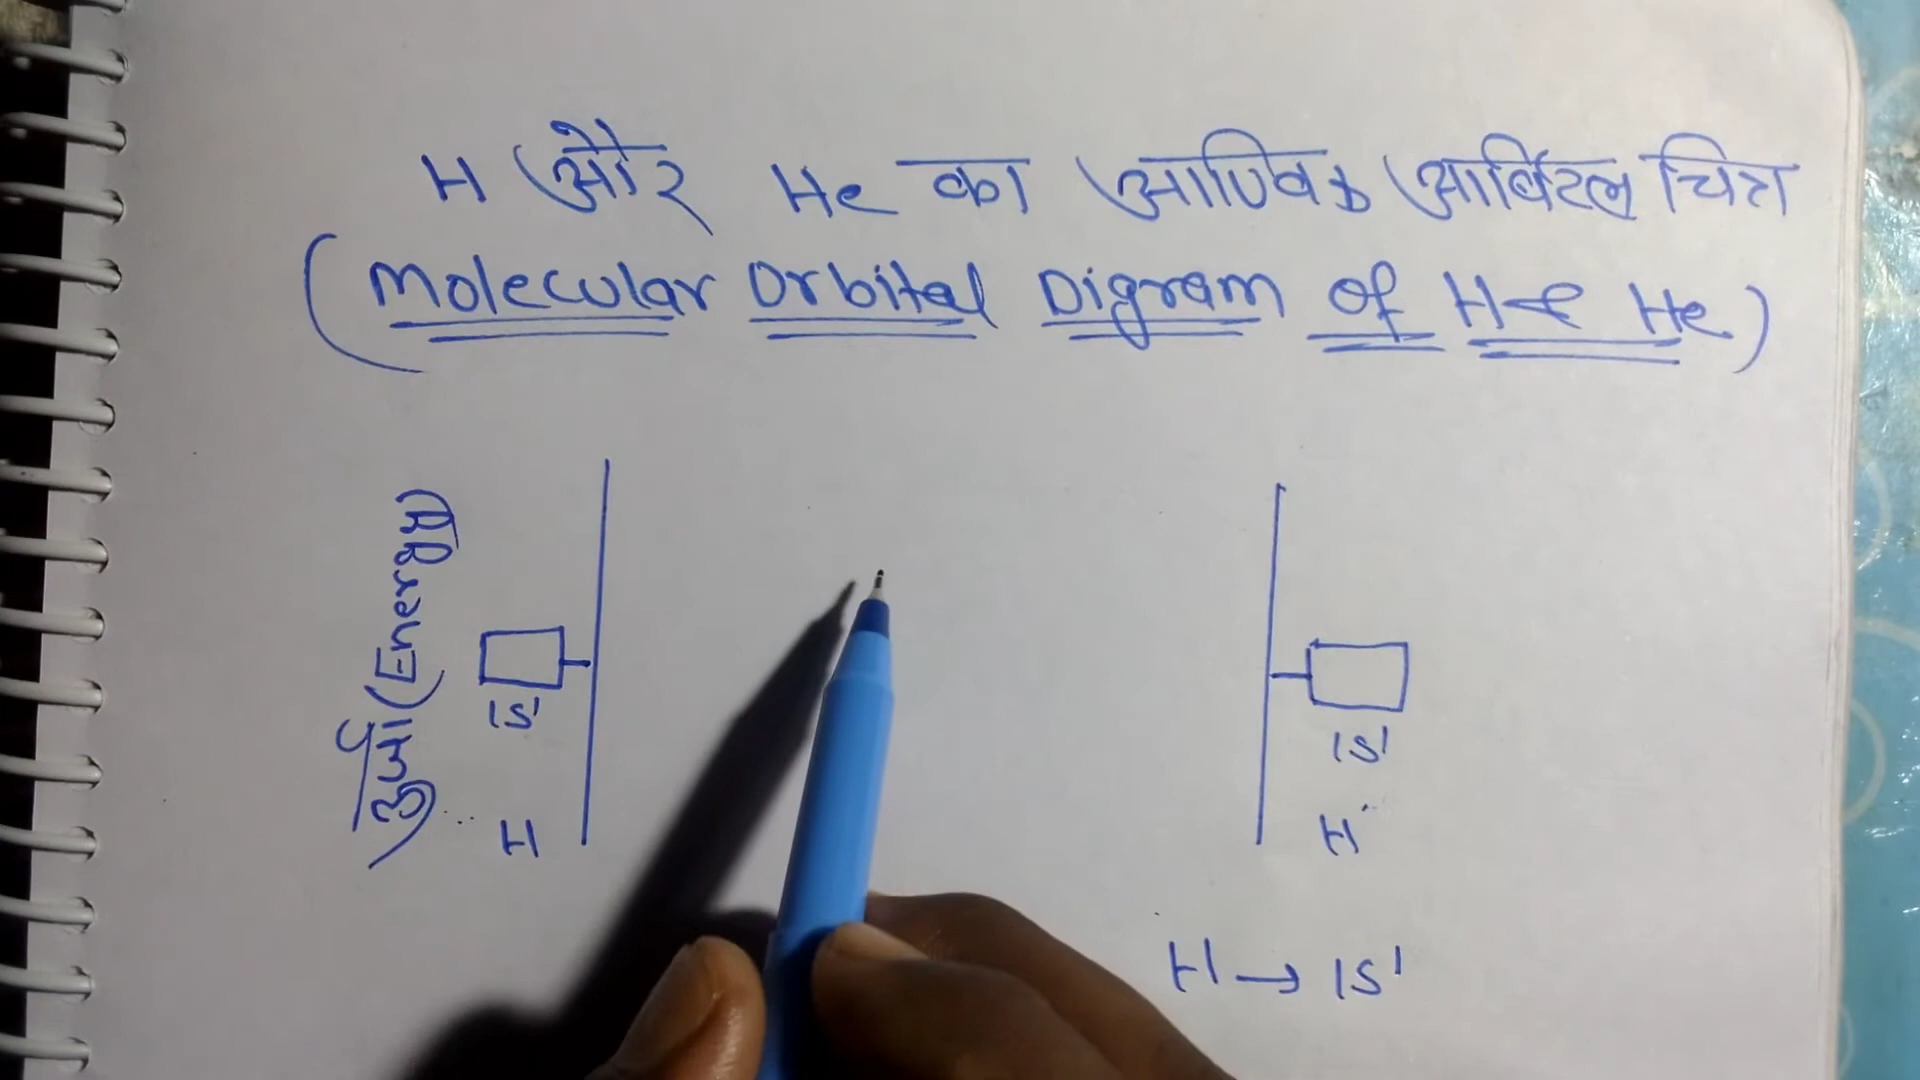 H और He का आण्विक आर्बिटल चित्र
(Molecular Orbital Digram of H & He)
ऊर्जा (Energy)
1S¹
H
1S¹
H
H → 1S¹